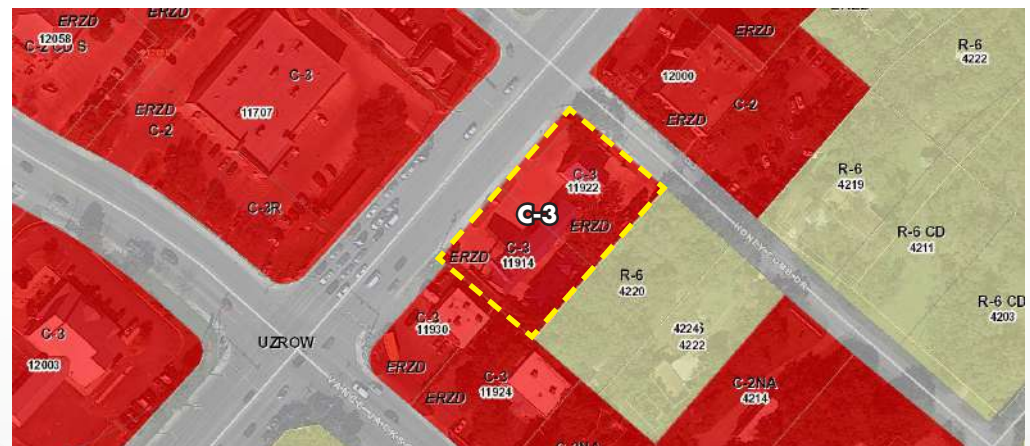 ERZD
12058
C-2 CD S
ERZD
C-3
11707
ERZD
C-2
C-3R
ERZD
12000
C-2
ERZD
R-6
4222
R-6
4219
R-6 CD
4211
R-6 CD
4203
C-3
11922
C-3
ERZD
C-3
11914
ERZD
R-6
4220
4222
C-3
11930
ERZD
UZROW
C-3
12003
C-3
11924
ERZD
C-2NA
4214